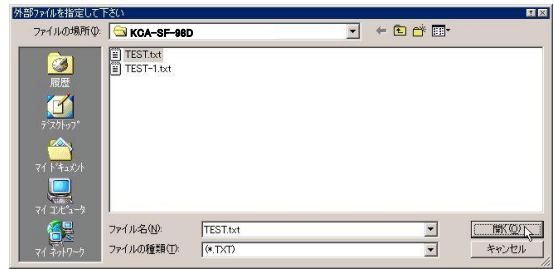 外部ファイルを指定して下さい
ファイルの場所(I):
KCA-SF-98D
TEST.txt
TEST-1.txt
履歴
デスクトップ
マイ ドキュメント
マイ コンピュータ
マイ ネットワーク
ファイル名(N):
TEST.txt
開く(O)
ファイルの種類(T):
(*.TXT)
キャンセル